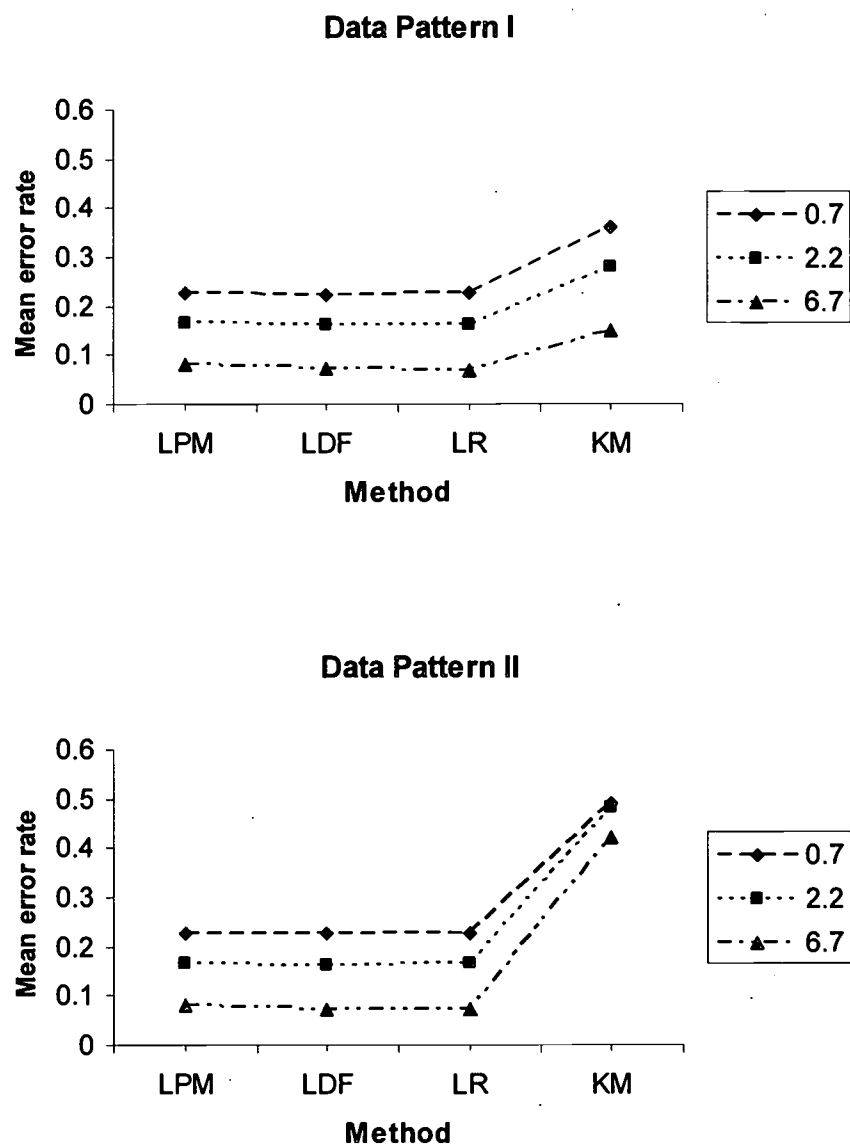 Data Pattern I
0.6
0.5
0.4
0.3
0.2
0.1
0
Mean error rate
LPM LDF LR KM
Method
0.7
2.2
6.7
Data Pattern II
0.6
0.5
0.4
0.3
0.2
0.1
0
Mean error rate
LPM LDF LR KM
Method
0.7
2.2
6.7